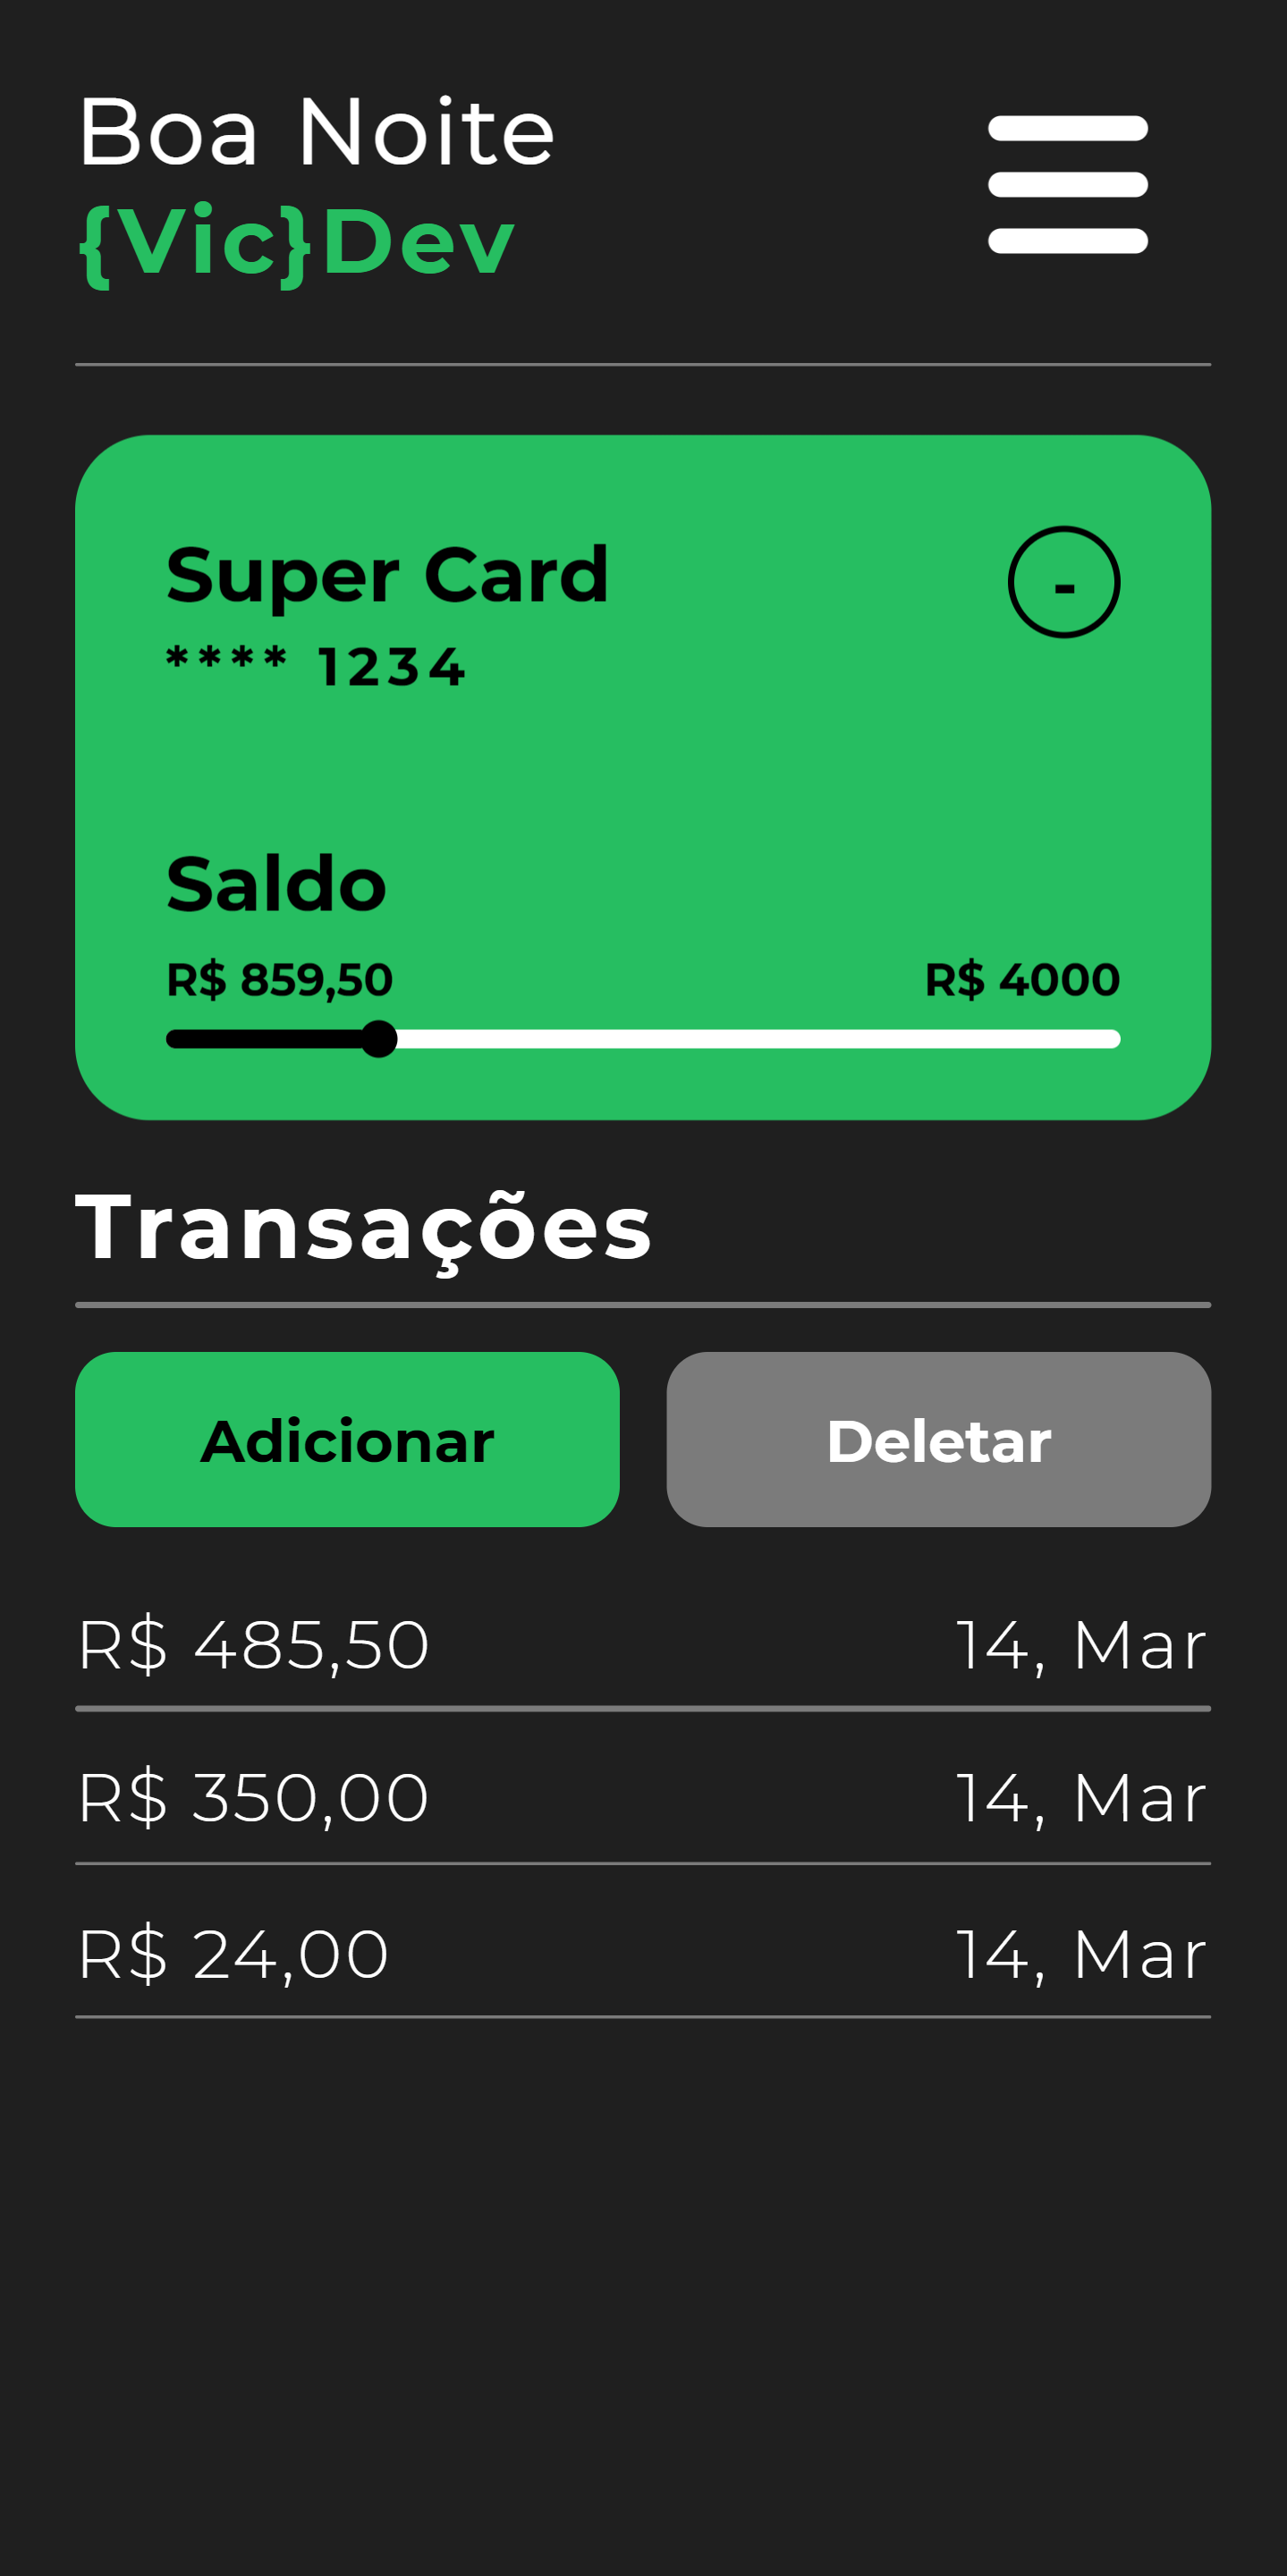 Boa Noite
{Vic}Dev
Super Card
-
**** 1234
Saldo
R$ 859,50 R$ 4000
Transações
Adicionar Deletar
R$ 485,50 14, Mar
R$ 350,00 14, Mar
R$ 24,00 14, Mar